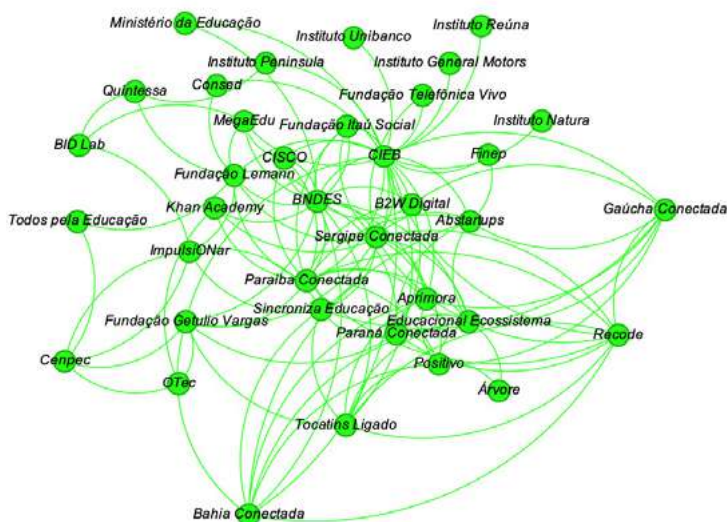 Ministério da Educação
Instituto Reúna
Instituto Unibanco
Instituto Peninsula
Instituto General Motors
Consed
Quintessa
Fundação Telefônica Vivo
MegaEdu
Fundação Itaú Social
Instituto Natura
BID Lab
CISCO
CIEB
Finep
Fundação Lemann
BNDES
B2W Digital
Khan Academy
Gaúcha Conectada
Todos pela Educação
Abstartups
Sergipe Conectada
ImpulsiONar
Paraíba Conectada
Aprimora
Sincroniza Educação
Fundação Getulio Vargas
Educacional Ecossistema
Paraná Conectada
Recode
Cenpec
Positivo
OTec
Árvore
Tocatins Ligado
Bahia Conectada